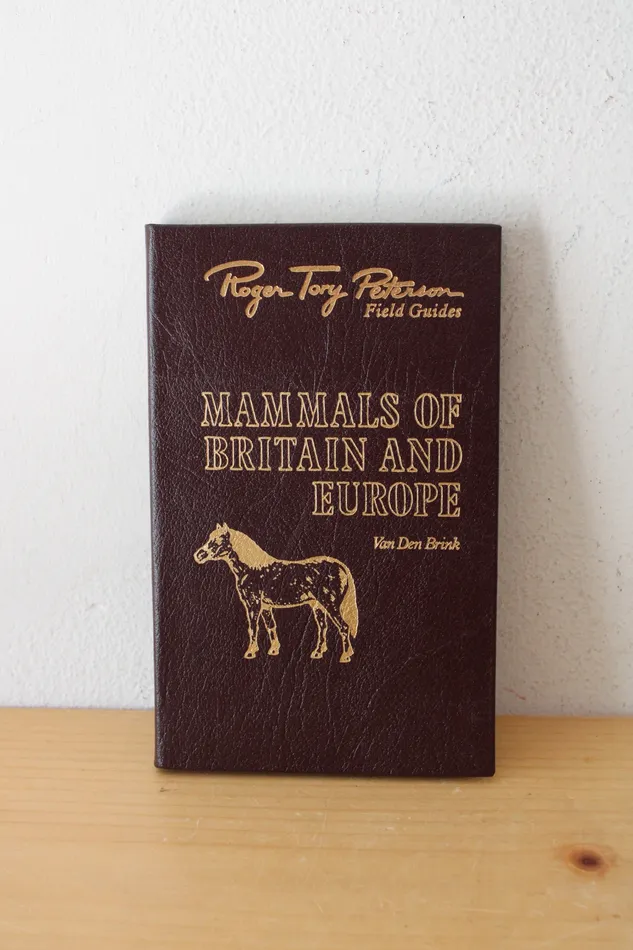 Roger Tory Peterson
Field Guides
MAMMALS OF
BRITAIN AND
EUROPE
Van Den Brink